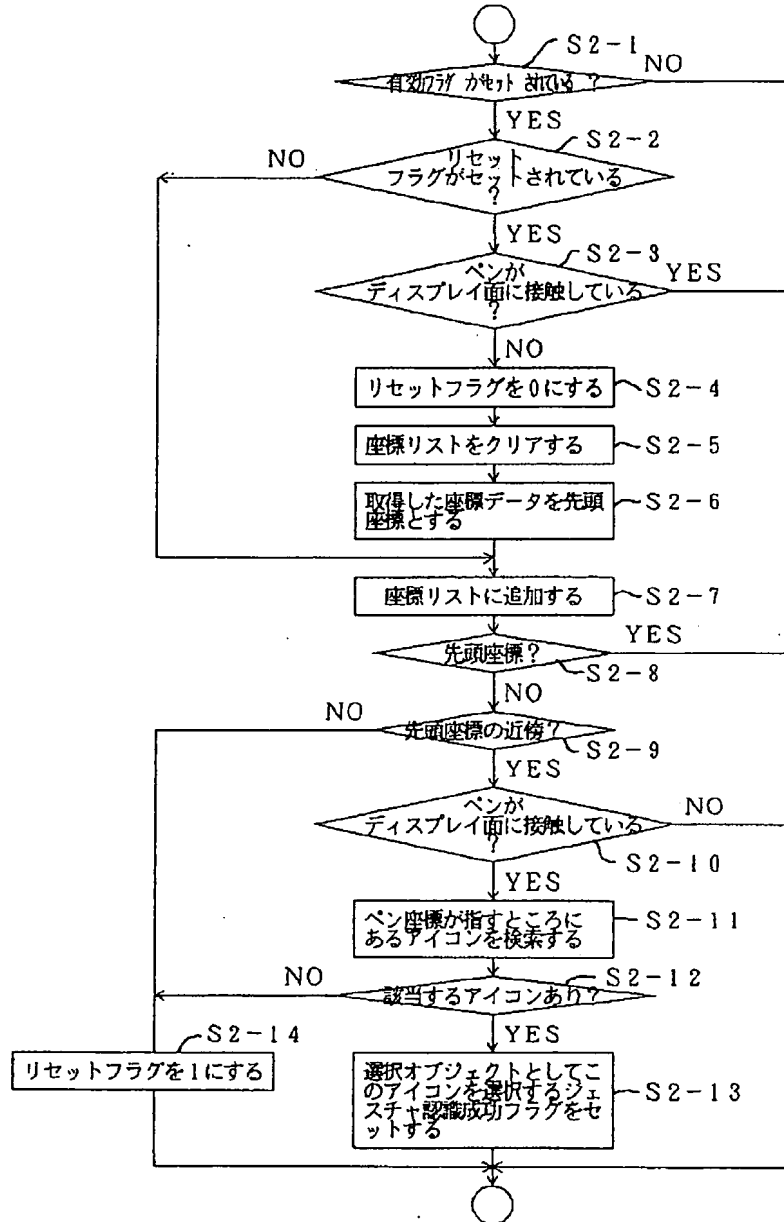 S2-1
有効フラグ がセット されている ?
NO
YES
S2-2
NO
リセット
フラグがセットされている
?
YES
S2-3
ペンが
YES
ディスプレイ面に接触している
?
NO
リセットフラグを0にする
S2-4
座標リストをクリアする
S2-5
取得した座標データを先頭
座標とする
S2-6
座標リストに追加する
S2-7
YES
先頭座標?
S2-8
NO
NO
先頭座標の近傍?
S2-9
YES
ペンが
NO
ディスプレイ面に接触している
?
S2-10
YES
ペン座標が指すところに
あるアイコンを検索する
S2-11
NO
S2-12
該当するアイコンあり?
YES
S2-14
リセットフラグを1にする
選択オブジェクトとしてこ
のアイコンを選択するジェ
スチャ認識成功フラグをセ
ットする
S2-13